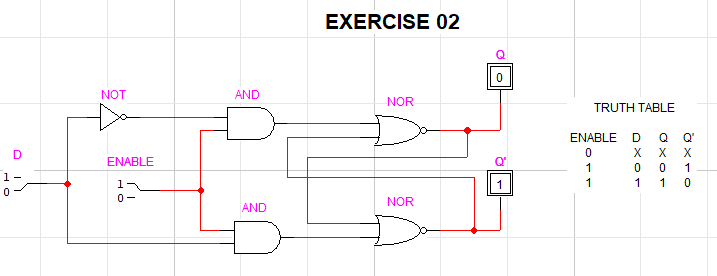 EXERCISE 02
Q
0
NOT
AND
NOR
TRUTH TABLE
ENABLE D Q Q'
0 X X X
1 0 0 1
1 1 1 0
D
1
0
ENABLE
1
0
Q'
1
AND
NOR